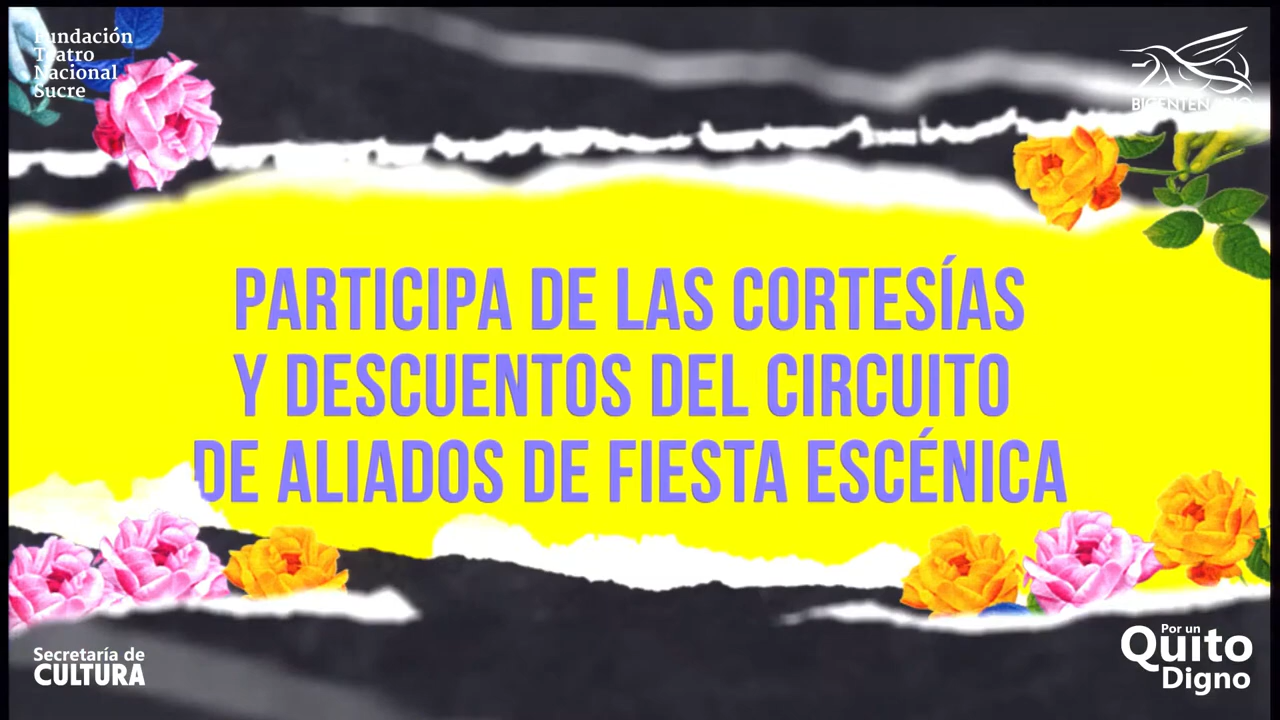 Fundación
Teatro
Nacional
Sucre
BICENTENARIO
PARTICIPA DE LAS CORTESÍAS
Y DESCUENTOS DEL CIRCUITO
DE ALIADOS DE FIESTA ESCÉNICA
Secretaría de
CULTURA
Por un
Quito
Digno